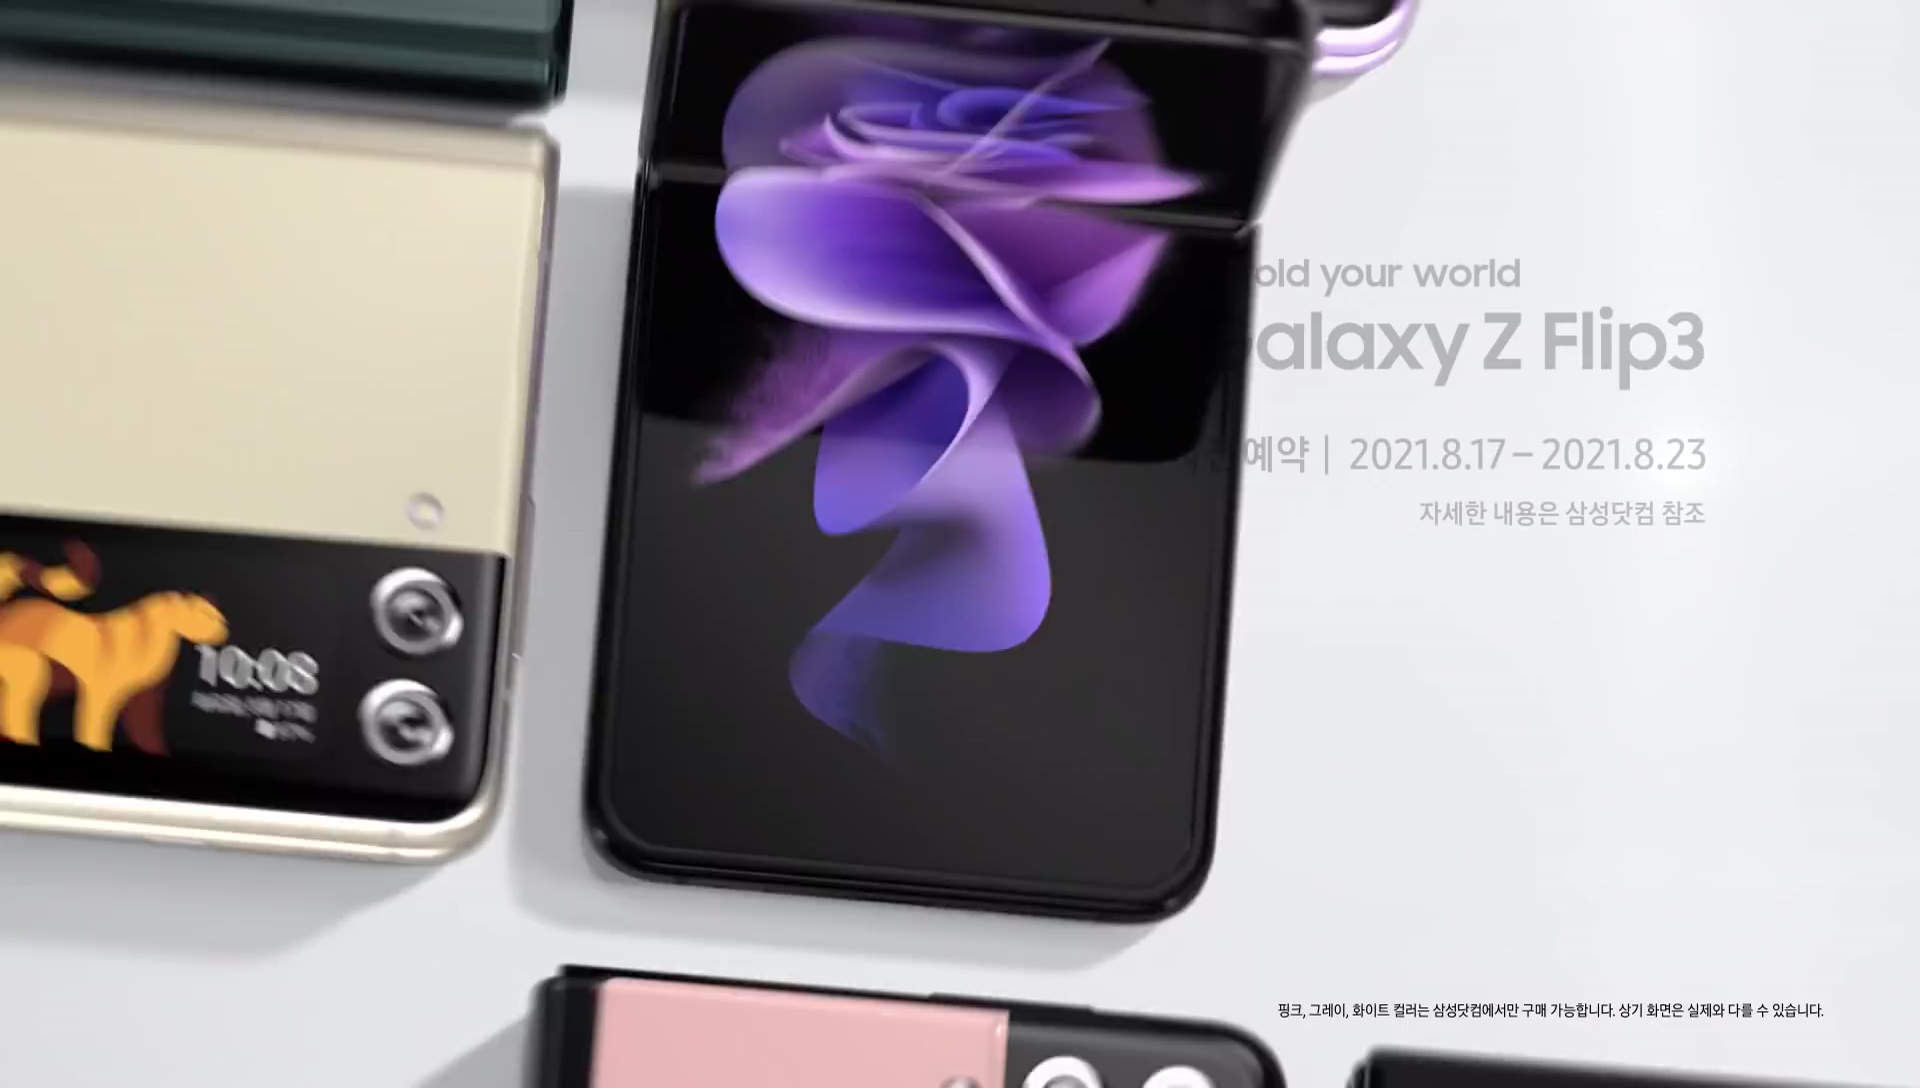 old your world
alaxy Z Flip3
예약 | 2021.8.17 – 2021.8.23
자세한 내용은 삼성닷컴 참조
10:08
핑크, 그레이, 화이트 컬러는 삼성닷컴에서만 구매 가능합니다. 상기 화면은 실제와 다를 수 있습니다.